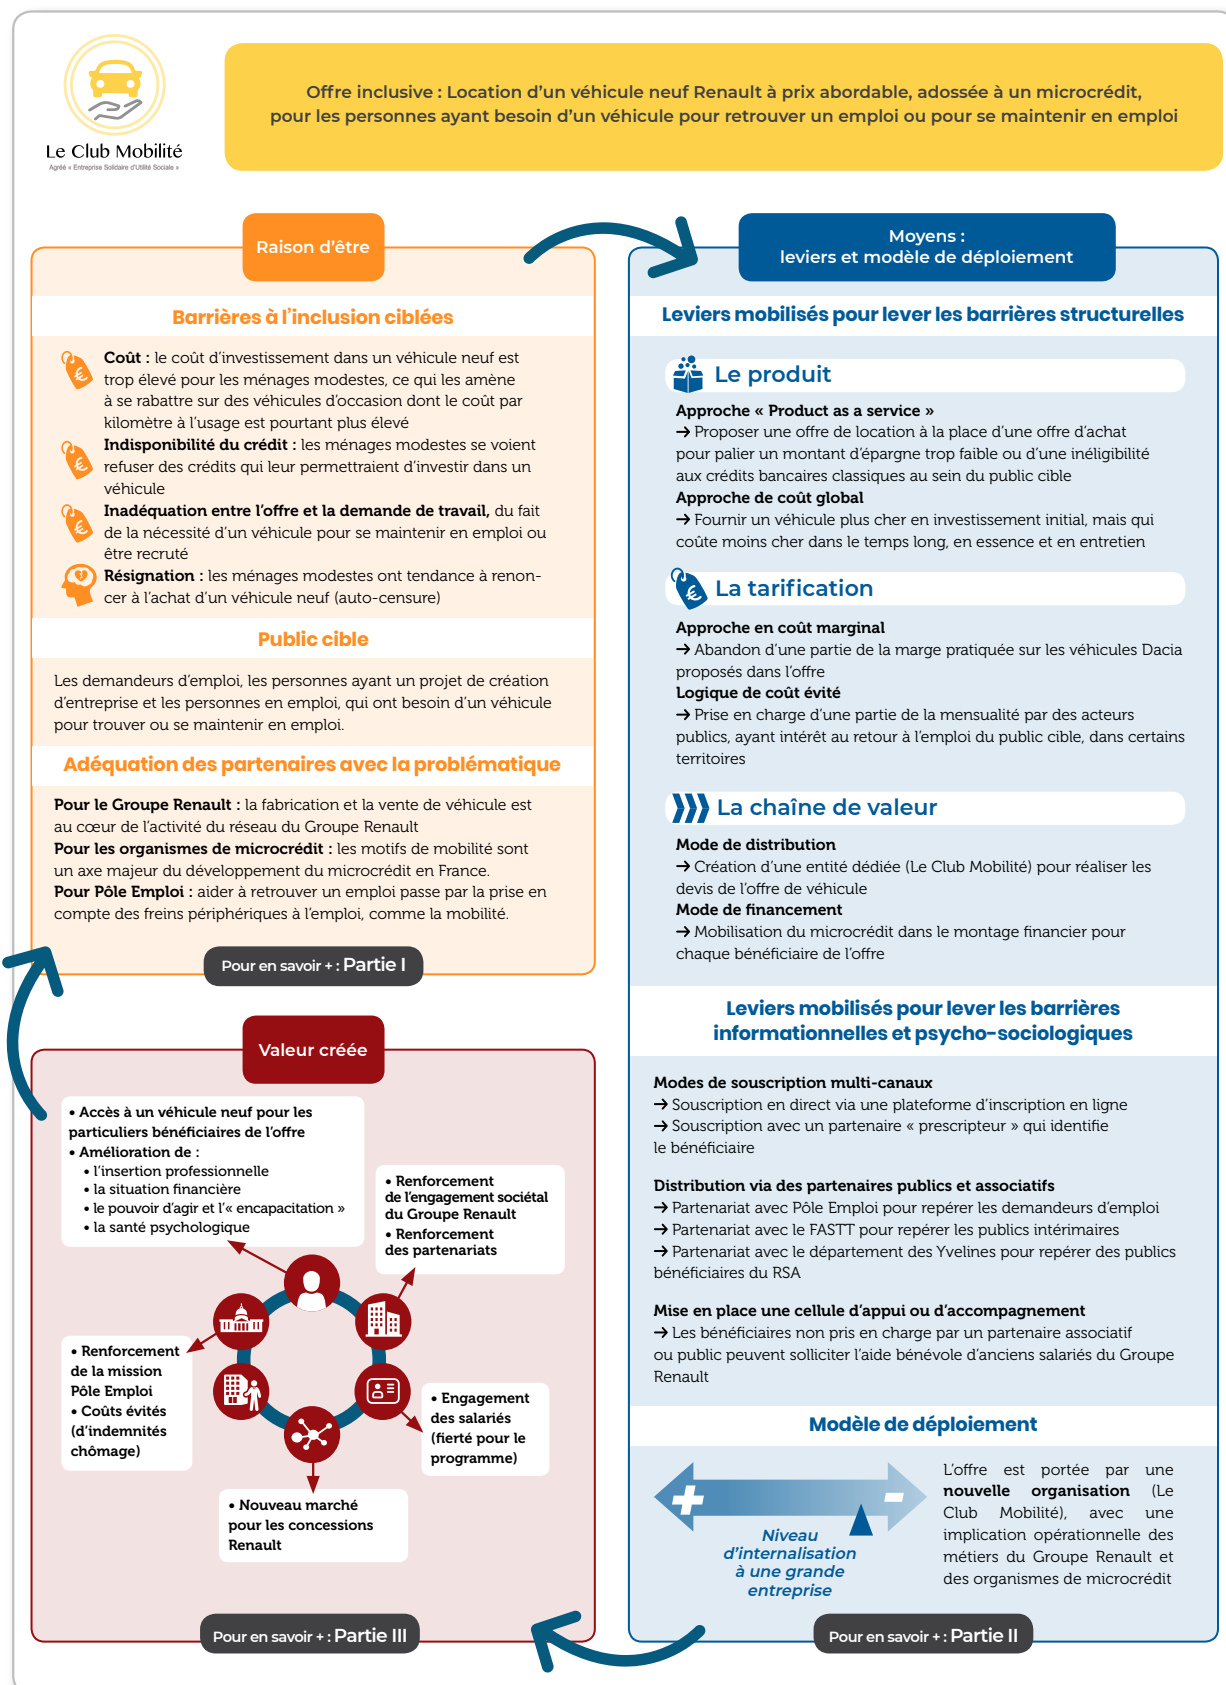 Le Club Mobilité
Agréé « Entreprise Solidaire d'Utilité Sociale »
Offre inclusive : Location d'un véhicule neuf Renault à prix abordable, adossée à un microcrédit,
pour les personnes ayant besoin d'un véhicule pour retrouver un emploi ou pour se maintenir en emploi
Raison d'être
Barrières à l'inclusion ciblées
Coût : le coût d'investissement dans un véhicule neuf est
trop élevé pour les ménages modestes, ce qui les amène
à se rabattre sur des véhicules d'occasion dont le coût par
kilomètre à l'usage est pourtant plus élevé
Indisponibilité du crédit : les ménages modestes se voient
refuser des crédits qui leur permettraient d'investir dans un
véhicule
Inadéquation entre l'offre et la demande de travail, du fait
de la nécessité d'un véhicule pour se maintenir en emploi ou
être recruté
Résignation : les ménages modestes ont tendance à renon-
cer à l'achat d'un véhicule neuf (auto-censure)
Public cible
Les demandeurs d'emploi, les personnes ayant un projet de création
d'entreprise et les personnes en emploi, qui ont besoin d'un véhicule
pour trouver ou se maintenir en emploi.
Adéquation des partenaires avec la problématique
Pour le Groupe Renault : la fabrication et la vente de véhicule est
au cœur de l'activité du réseau du Groupe Renault
Pour les organismes de microcrédit : les motifs de mobilité sont
un axe majeur du développement du microcrédit en France.
Pour Pôle Emploi : aider à retrouver un emploi passe par la prise en
compte des freins périphériques à l'emploi, comme la mobilité.
Pour en savoir + : Partie I
Moyens :
leviers et modèle de déploiement
Leviers mobilisés pour lever les barrières structurelles
Le produit
Approche « Product as a service »
→ Proposer une offre de location à la place d'une offre d'achat
pour palier un montant d'épargne trop faible ou d'une inéligibilité
aux crédits bancaires classiques au sein du public cible
Approche de coût global
→ Fournir un véhicule plus cher en investissement initial, mais qui
coûte moins cher dans le temps long, en essence et en entretien
La tarification
Approche en coût marginal
→ Abandon d'une partie de la marge pratiquée sur les véhicules Dacia
proposés dans l'offre
Logique de coût évité
→ Prise en charge d'une partie de la mensualité par des acteurs
publics, ayant intérêt au retour à l'emploi du public cible, dans certains
territoires
La chaîne de valeur
Mode de distribution
→ Création d'une entité dédiée (Le Club Mobilité) pour réaliser les
devis de l'offre de véhicule
Mode de financement
→ Mobilisation du microcrédit dans le montage financier pour
chaque bénéficiaire de l'offre
Leviers mobilisés pour lever les barrières
informationnelles et psycho-sociologiques
Modes de souscription multi-canaux
→ Souscription en direct via une plateforme d'inscription en ligne
→ Souscription avec un partenaire « prescripteur » qui identifie
le bénéficiaire
Distribution via des partenaires publics et associatifs
→ Partenariat avec Pôle Emploi pour repérer les demandeurs d'emploi
→ Partenariat avec le FASTT pour repérer les publics intérimaires
→ Partenariat avec le département des Yvelines pour repérer des publics
bénéficiaires du RSA
Mise en place une cellule d'appui ou d'accompagnement
→ Les bénéficiaires non pris en charge par un partenaire associatif
ou public peuvent solliciter l'aide bénévole d'anciens salariés du Groupe
Renault
Modèle de déploiement
+
-
Niveau
d'internalisation
à une grande
entreprise
L'offre est portée par une
nouvelle organisation (Le
Club Mobilité), avec une
implication opérationnelle des
métiers du Groupe Renault et
des organismes de microcrédit
Pour en savoir + : Partie II
Valeur créée
• Accès à un véhicule neuf pour les
particuliers bénéficiaires de l'offre
• Amélioration de :
• l'insertion professionnelle
• la situation financière
• le pouvoir d'agir et l'« encapacitation »
• la santé psychologique
• Renforcement
de l'engagement sociétal
du Groupe Renault
• Renforcement
des partenariats
• Renforcement
de la mission
Pôle Emploi
• Coûts évités
(d'indemnités
chômage)
• Engagement
des salariés
(fierté pour le
programme)
• Nouveau marché
pour les concessions
Renault
Pour en savoir + : Partie III